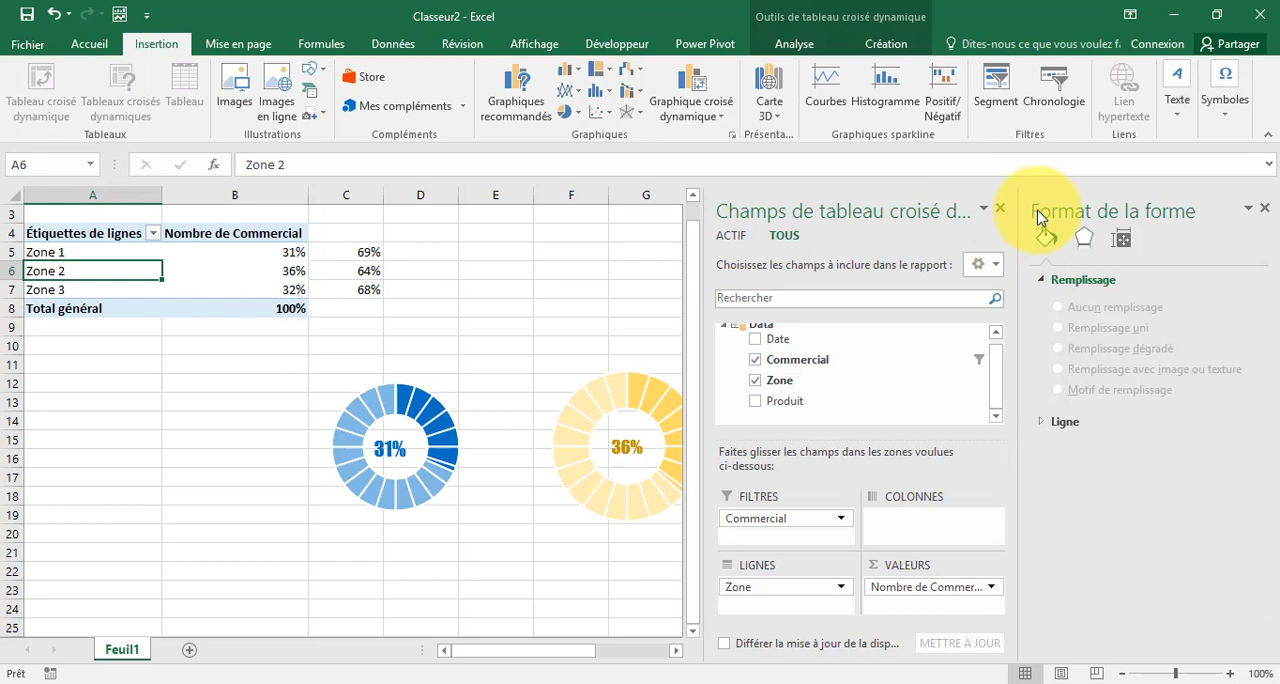 Classeur2 - Excel
Outils de tableau croisé dynamique
Fichier
Accueil
Insertion
Mise en page
Formules
Données
Révision
Affichage
Développeur
Power Pivot
Analyse
Création
Dites-nous ce que vous voulez f
Connexion
Partager
Tableau croisé dynamique
Tableaux croisés dynamiques
Tableau
Images
Images en ligne
Store
Mes compléments
Graphiques recommandés
Graphique croisé dynamique
Carte 3D
Courbes
Histogramme
Positif/ Négatif
Segment
Chronologie
Lien hypertexte
Texte
Symboles
Tableaux
Illustrations
Compléments
Graphiques
Présenta...
Graphiques sparkline
Filtres
Liens
A6
fx
Zone 2
A B C D E F G
3
4 Étiquettes de lignes Nombre de Commercial
5 Zone 1 31% 69%
6 Zone 2 36% 64%
7 Zone 3 32% 68%
8 Total général 100%
9
10
11
12
13
14
15
16
17
18
19
20
21
22
23
24
25
31%
36%
Champs de tableau croisé d...
ACTIF TOUS
Choisissez les champs à inclure dans le rapport :
Rechercher
Data
Date
Commercial
Zone
Produit
Faites glisser les champs dans les zones voulues
ci-dessous:
FILTRES
Commercial
COLONNES
LIGNES
Zone
VALEURS
Nombre de Commer...
Différer la mise à jour de la disp...
METTRE À JOUR
Format de la forme
Remplissage
Aucun remplissage
Remplissage uni
Remplissage dégradé
Remplissage avec image ou texture
Motif de remplissage
Ligne
Feuil1
Prêt
100%